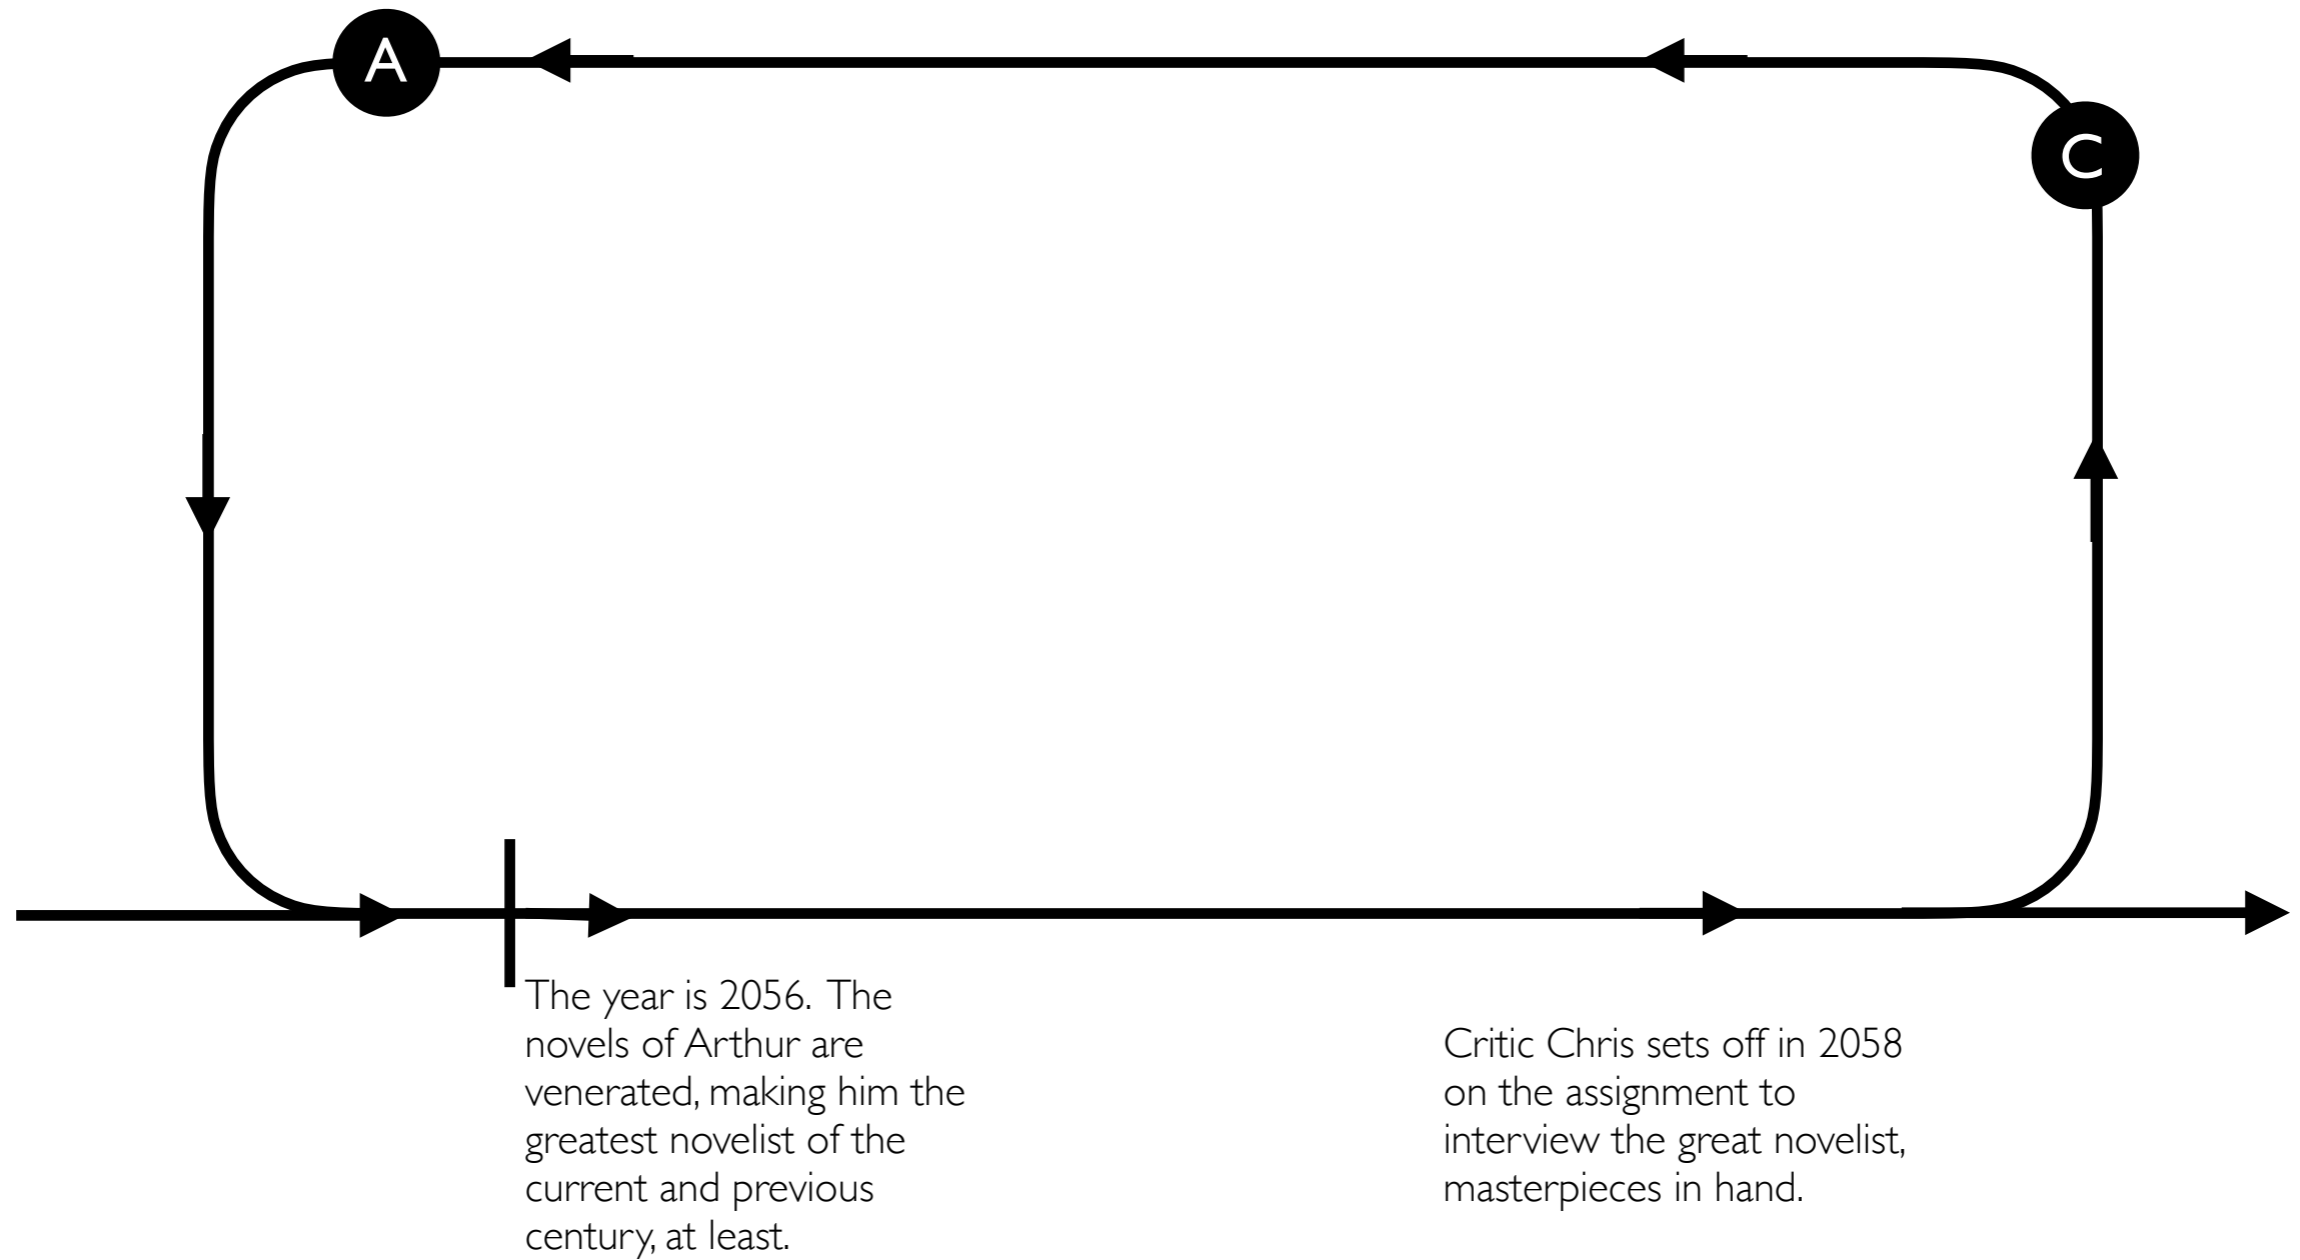 A
C
The year is 2056. The
novels of Arthur are
venerated, making him the
greatest novelist of the
current and previous
century, at least.
Critic Chris sets off in 2058
on the assignment to
interview the great novelist,
masterpieces in hand.